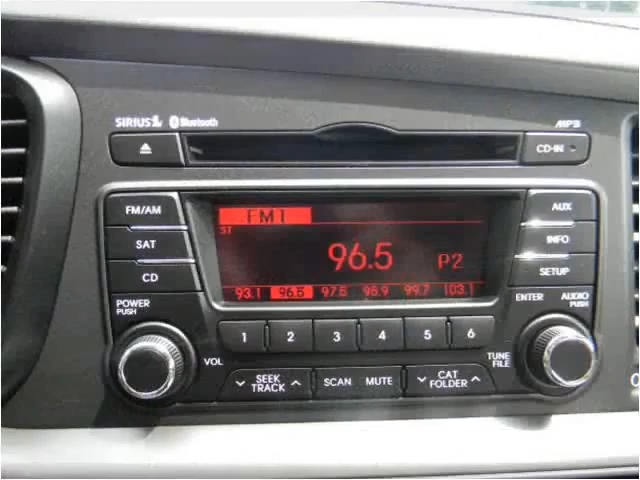 SIRIUS Bluetooth MP3
CD-IN
FM/AM FM1 AUX
ST
SAT 96.5 P2 INFO
CD SETUP
93.1 96.5 97.5 98.9 99.7 103.1
POWER PUSH ENTER AUDIO PUSH
1 2 3 4 5 6
VOL TUNE FILE
SEEK TRACK SCAN MUTE CAT FOLDER